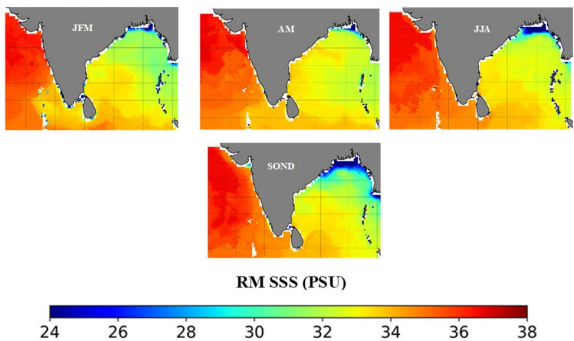 JFM
AM
JJA
SOND
RM SSS (PSU)
24 26 28 30 32 34 36 38